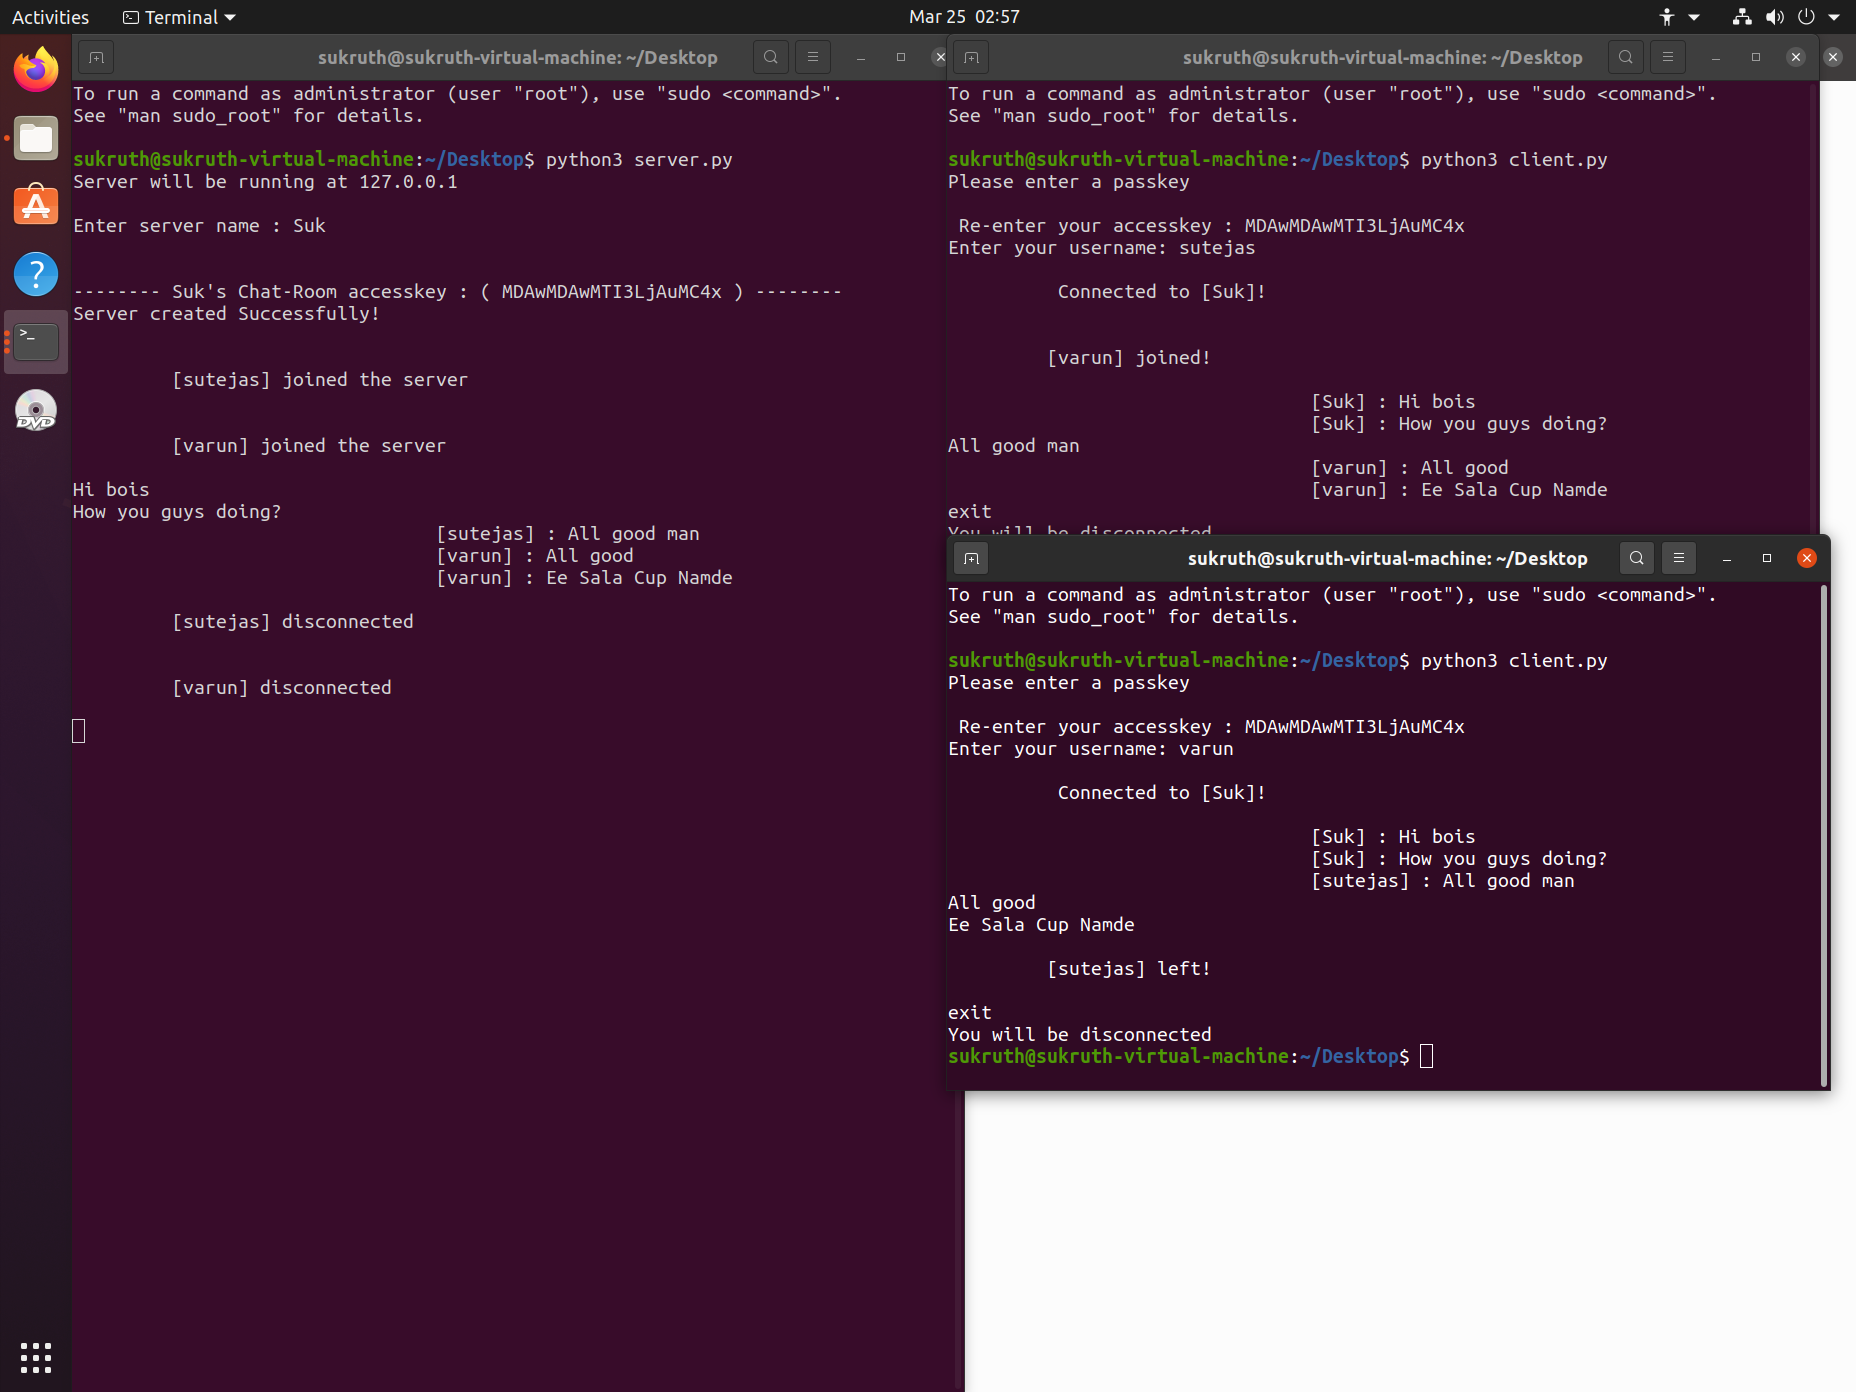 Activities
Terminal
Mar 25 02:57
sukruth@sukruth-virtual-machine: ~/Desktop
To run a command as administrator (user "root"), use "sudo <command>".
See "man sudo_root" for details.
sukruth@sukruth-virtual-machine:~/Desktop$ python3 server.py
Server will be running at 127.0.0.1
Enter server name : Suk
-------- Suk's Chat-Room accesskey : ( MDAwMDAwMTI3LjAuMC4x ) --------
Server created Successfully!
[sutejas] joined the server
[varun] joined the server
Hi bois
How you guys doing?
[sutejas] : All good man
[varun] : All good
[varun] : Ee Sala Cup Namde
[sutejas] disconnected
[varun] disconnected
sukruth@sukruth-virtual-machine: ~/Desktop
To run a command as administrator (user "root"), use "sudo <command>".
See "man sudo_root" for details.
sukruth@sukruth-virtual-machine:~/Desktop$ python3 client.py
Please enter a passkey
Re-enter your accesskey : MDAwMDAwMTI3LjAuMC4x
Enter your username: sutejas
Connected to [Suk]!
[varun] joined!
[Suk] : Hi bois
[Suk] : How you guys doing?
All good man
[varun] : All good
[varun] : Ee Sala Cup Namde
exit
You will be disconnected
sukruth@sukruth-virtual-machine: ~/Desktop
To run a command as administrator (user "root"), use "sudo <command>".
See "man sudo_root" for details.
sukruth@sukruth-virtual-machine:~/Desktop$ python3 client.py
Please enter a passkey
Re-enter your accesskey : MDAwMDAwMTI3LjAuMC4x
Enter your username: varun
Connected to [Suk]!
[Suk] : Hi bois
[Suk] : How you guys doing?
[sutejas] : All good man
All good
Ee Sala Cup Namde
[sutejas] left!
exit
You will be disconnected
sukruth@sukruth-virtual-machine:~/Desktop$
DVD